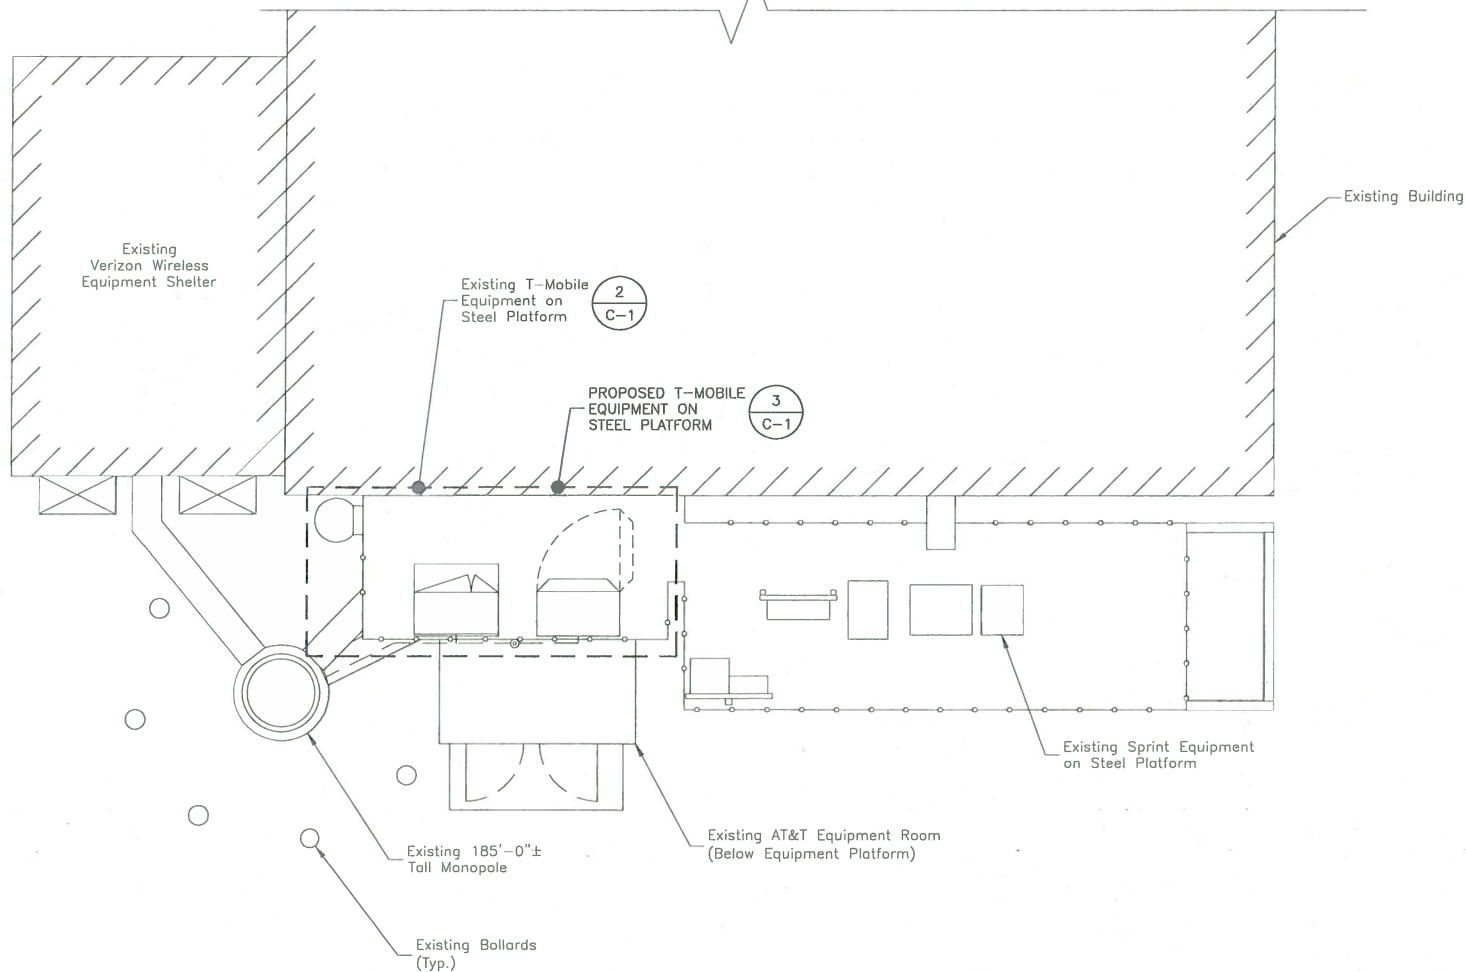 Existing Building
Existing
Verizon Wireless
Equipment Shelter
Existing T-Mobile
Equipment on
Steel Platform
2
C-1
PROPOSED T-MOBILE
EQUIPMENT ON
STEEL PLATFORM
3
C-1
Existing Sprint Equipment
on Steel Platform
Existing AT&T Equipment Room
(Below Equipment Platform)
Existing 185'-0"±
Tall Monopole
Existing Bollards
(Typ.)